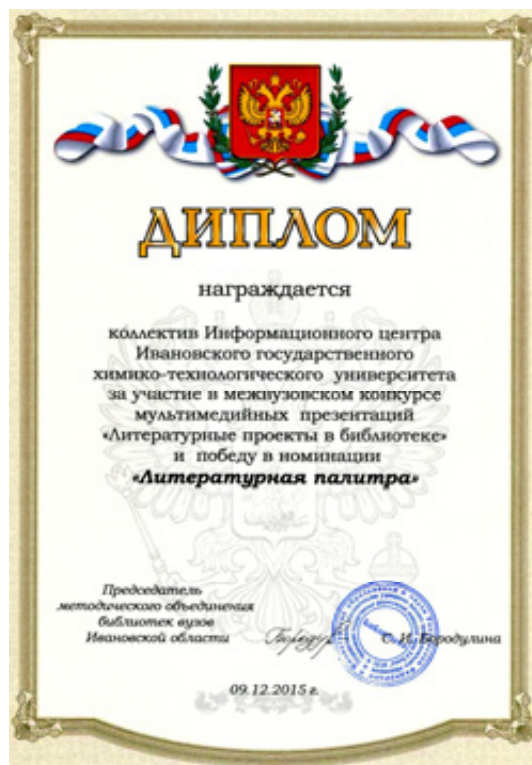 ДИПЛОМ
награждается
коллектив Информационного центра
Ивановского государственного
химико-технологического университета
за участие в межвузовском конкурсе
мультимедийных презентаций
«Литературные проекты в библиотеке»
и победу в номинации
«Литературная палитра»
Председатель
методического объединения
библиотек вузов
Ивановской области
С. И. Бородулина
09.12.2015 г.